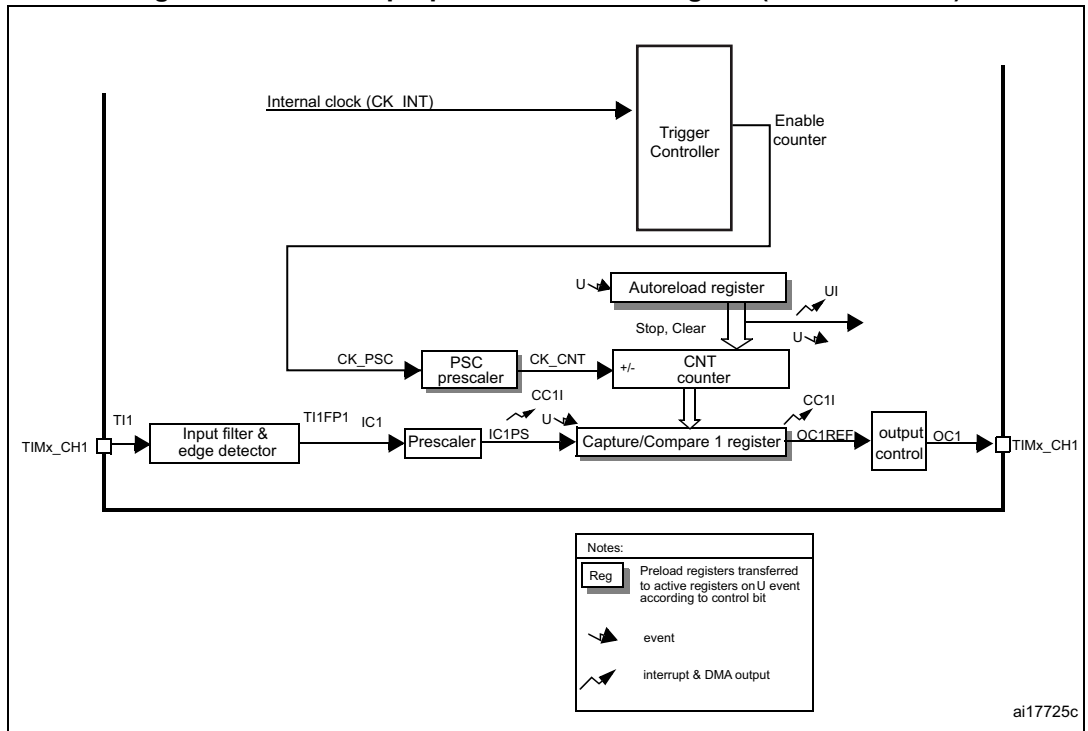 Internal clock (CK_INT)
Trigger
Controller
Enable
counter
U
Autoreload register
UI
Stop, Clear
U
CK_PSC
PSC
prescaler
CK_CNT
+/-
CNT
counter
CC1I
U
CC1I
TIMx_CH1
TI1
Input filter &
edge detector
TI1FP1
IC1
Prescaler
IC1PS
Capture/Compare 1 register
OC1REF
output
control
OC1
TIMx_CH1
Notes:
Reg
Preload registers transferred
to active registers on U event
according to control bit
event
interrupt & DMA output
ai17725c